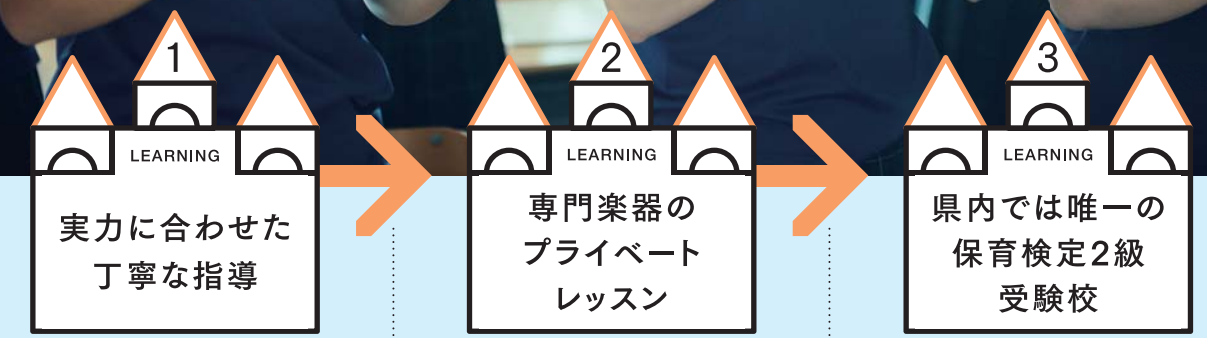 1
LEARNING
実力に合わせた
丁寧な指導
2
LEARNING
専門楽器の
プライベート
レッスン
3
LEARNING
県内では唯一の
保育検定2級
受験校